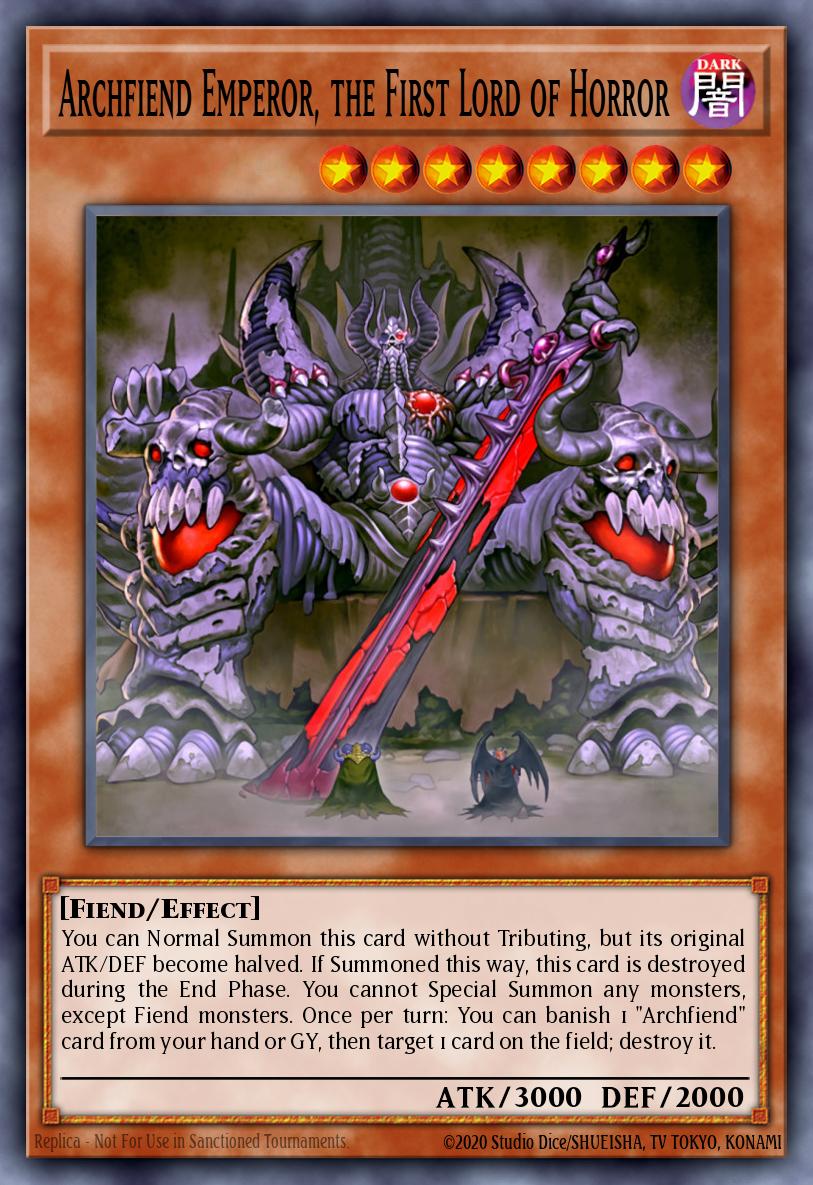 Archfiend Emperor, the First Lord of Horror
DARK
闇
[Fiend/Effect]
You can Normal Summon this card without Tributing, but its original
ATK/DEF become halved. If Summoned this way, this card is destroyed
during the End Phase. You cannot Special Summon any monsters,
except Fiend monsters. Once per turn: You can banish 1 "Archfiend"
card from your hand or GY, then target 1 card on the field; destroy it.
ATK/3000 DEF/2000
Replica - Not For Use in Sanctioned Tournaments.
©2020 Studio Dice/SHUEISHA, TV TOKYO, KONAMI